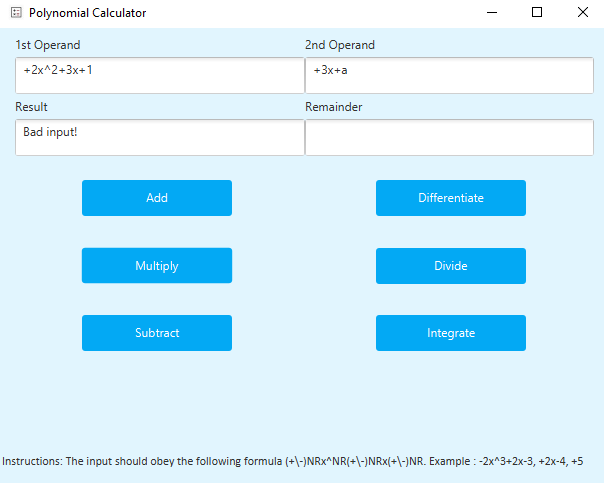 Polynomial Calculator
1st Operand 2nd Operand
+2x^2+3x+1 +3x+a
Result Remainder
Bad input!
Add Differentiate
Multiply Divide
Subtract Integrate
Instructions: The input should obey the following formula (+\-)NRx^NR(+\-)NRx(+\-)NR. Example : -2x^3+2x-3, +2x-4, +5